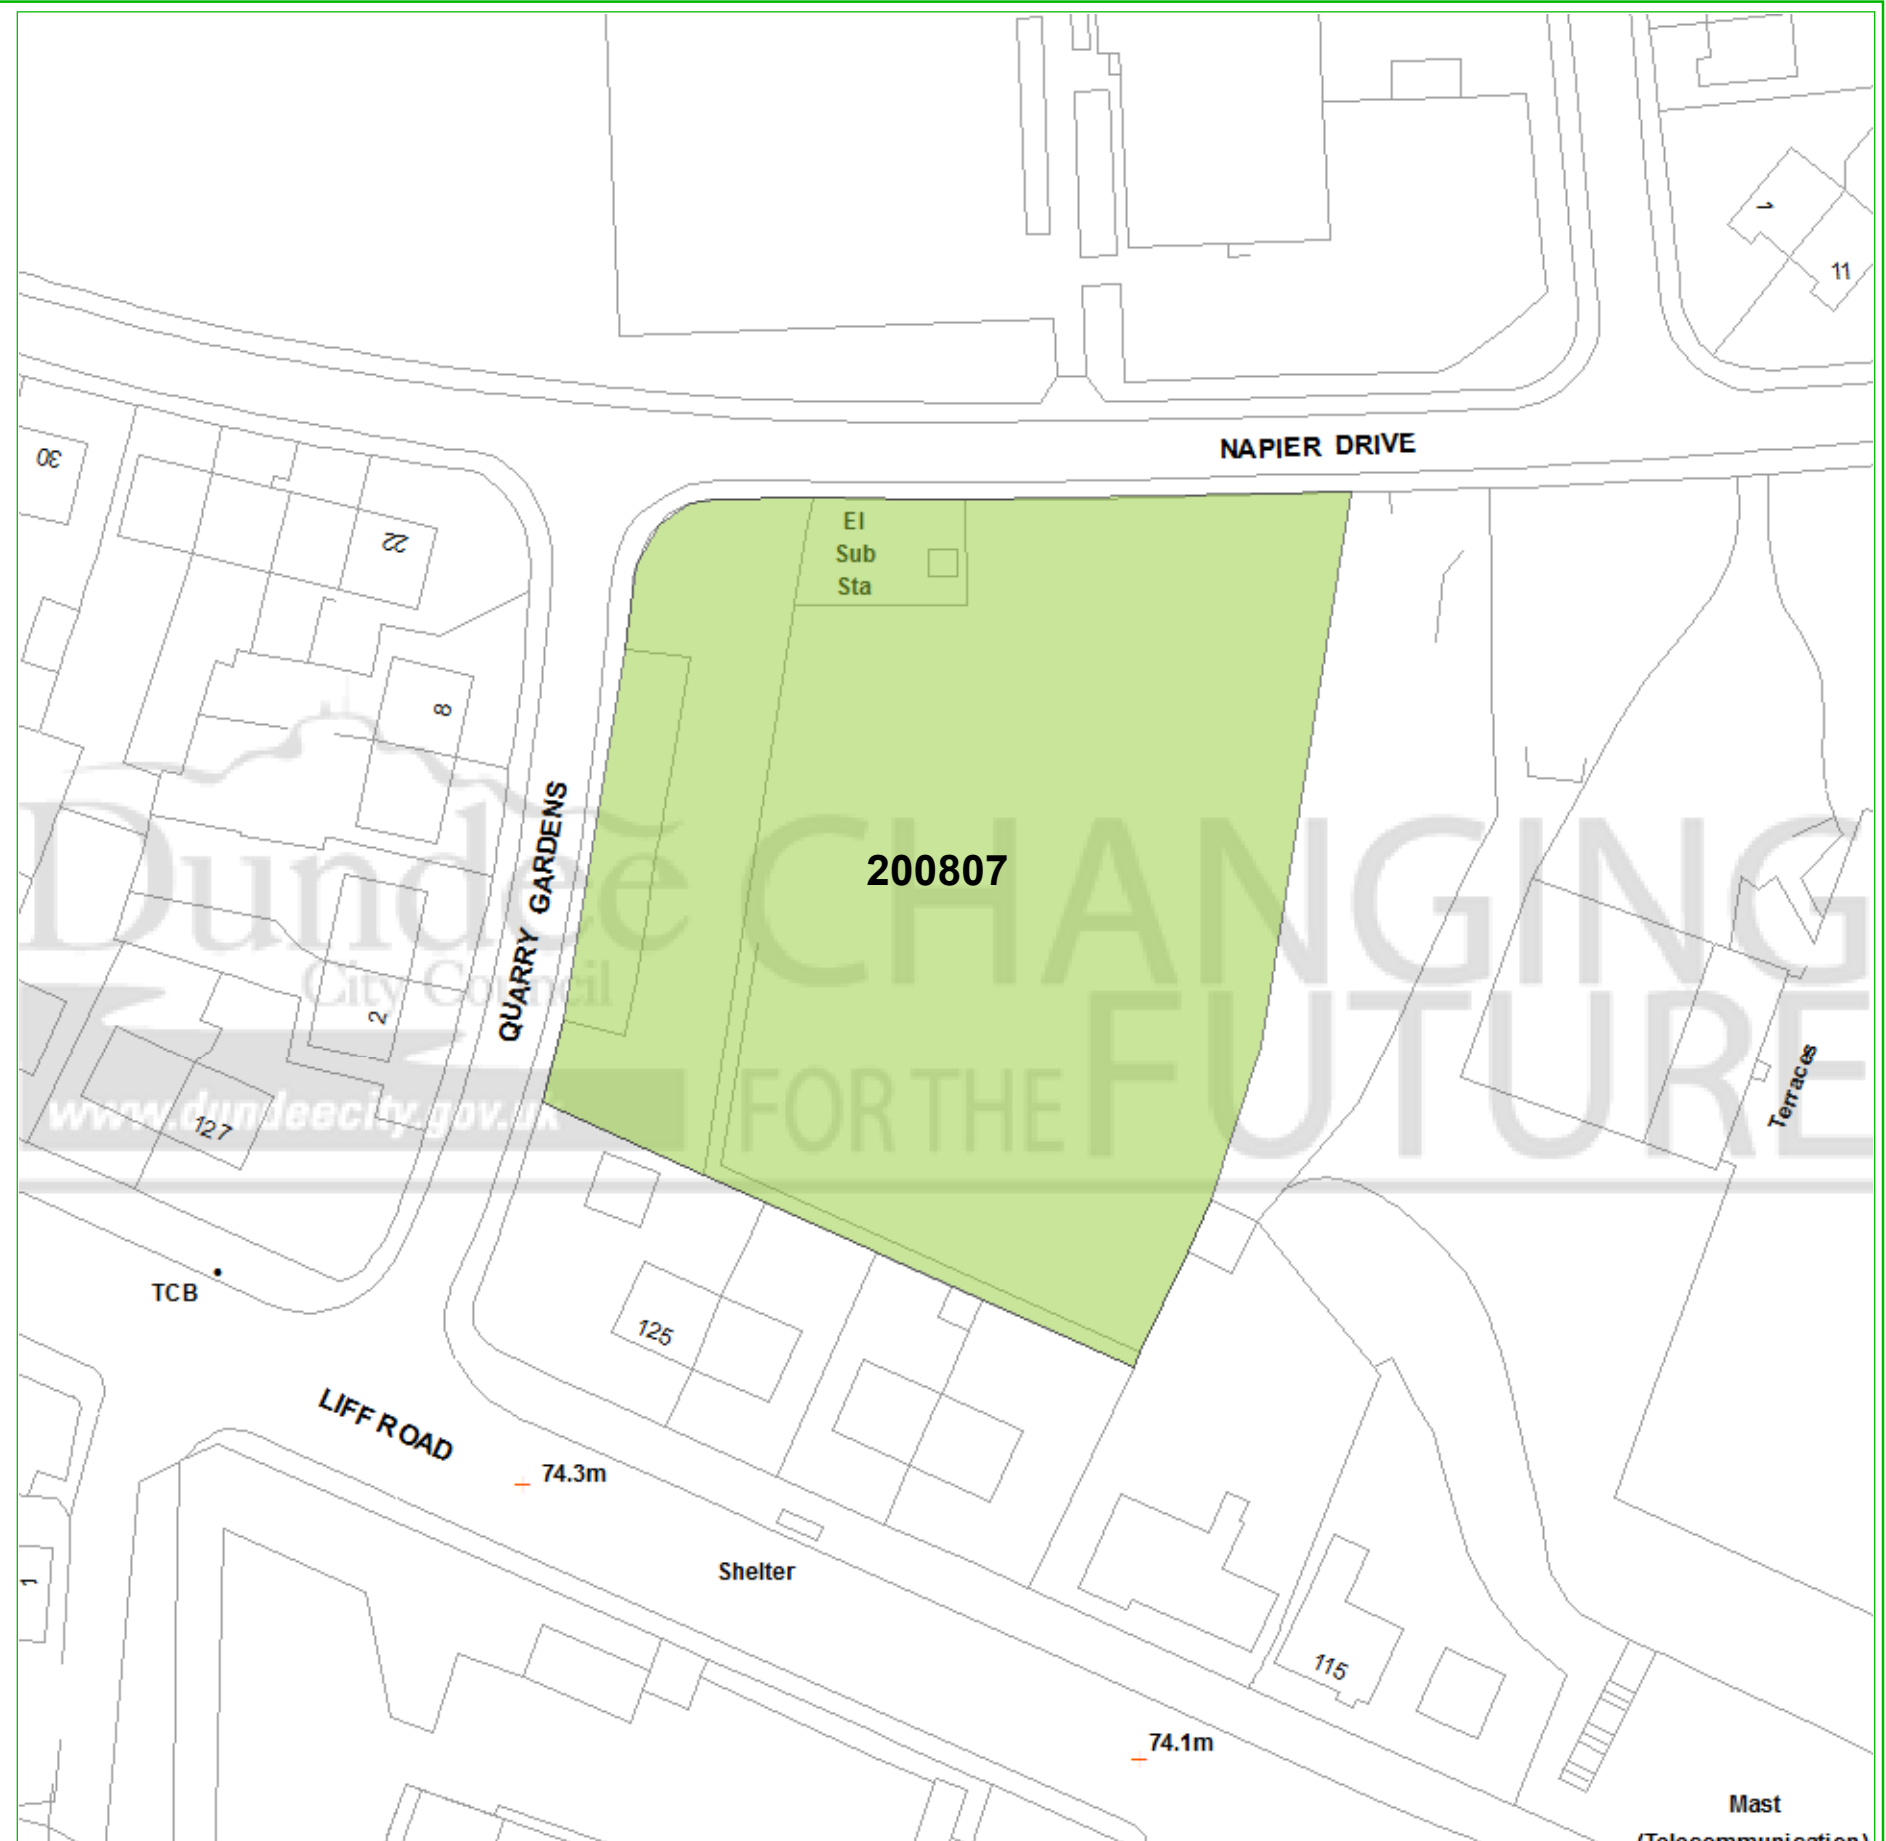 1
11
NAPIER DRIVE
30
22
El
Sub
Sta
8
QUARRY GARDENS
200807
Dundee
City Council
www.dundeecity.gov.uk
CHANGING
FOR THE FUTURE
2
127
Terraces
TCB
125
LIFF ROAD
74.3m
Shelter
1
115
74.1m
Mast
(Telecommunication)